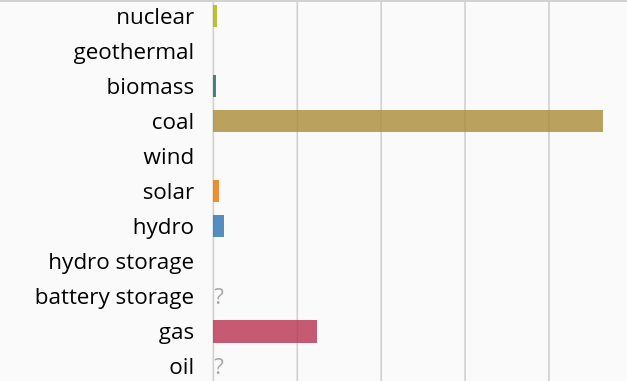 nuclear
geothermal
biomass
coal
wind
solar
hydro
hydro storage
battery storage ?
gas
oil ?